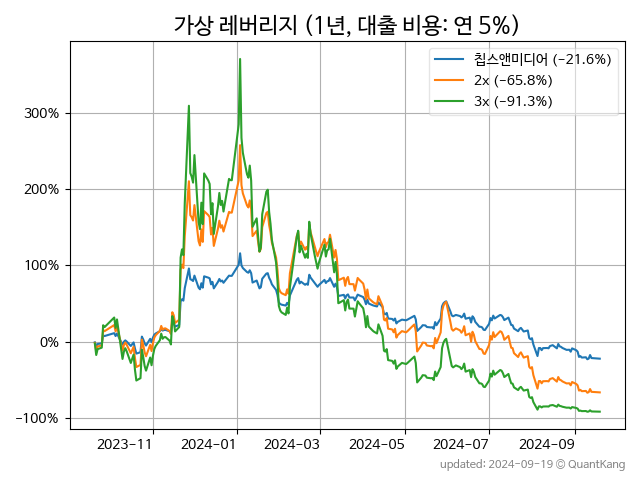 가상 레버리지 (1년, 대출 비용: 연 5%)
칩스앤미디어 (−21.6%)
2x (−65.8%)
3x (−91.3%)
300%
200%
100%
0%
−100%
2023-11 2024-01 2024-03 2024-05 2024-07 2024-09
updated: 2024-09-19 © QuantKang